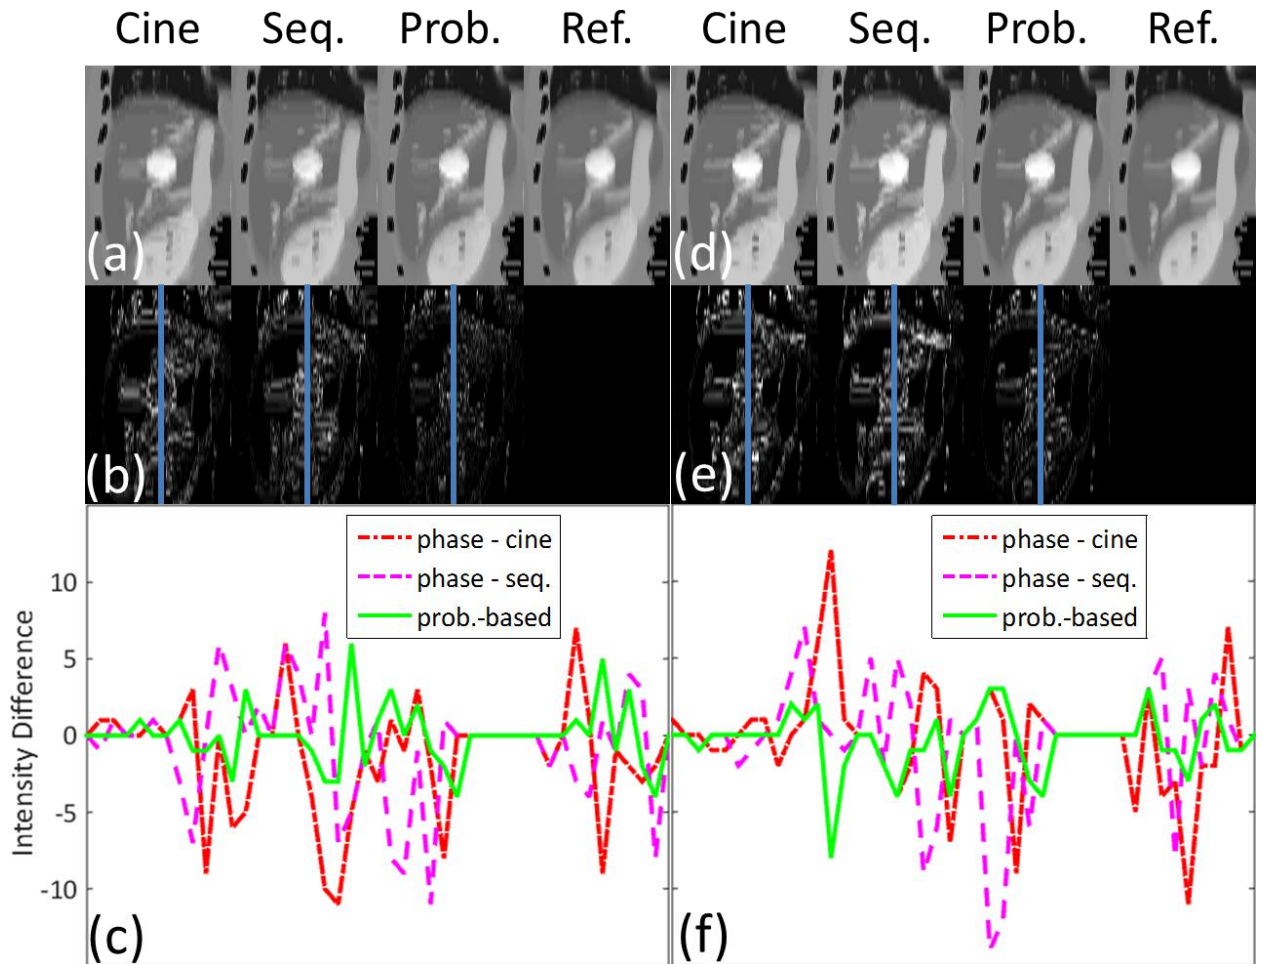 Cine Seq. Prob. Ref. Cine Seq. Prob. Ref.
(a) (d)
(b) (e)
phase - cine phase - cine
phase - seq. phase - seq.
prob.-based prob.-based
Intensity Difference
10
5
0
-5
-10
(c) (f)